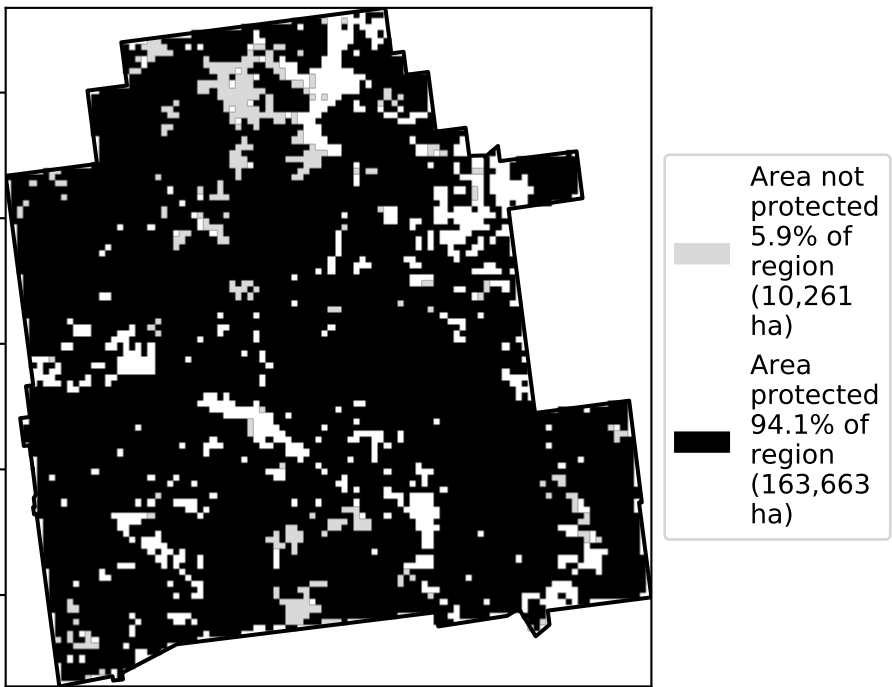 Area not
protected
5.9% of
region
(10,261
ha)
Area
protected
94.1% of
region
(163,663
ha)